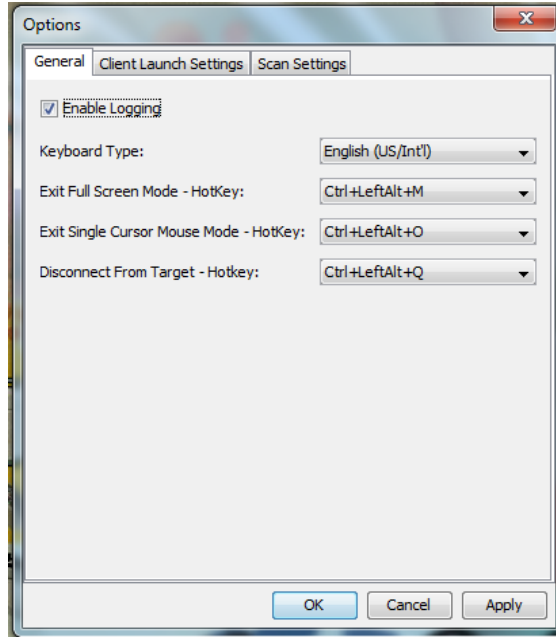 Options
General Client Launch Settings Scan Settings
Enable Logging
Keyboard Type: English (US/Int'l)
Exit Full Screen Mode - HotKey: Ctrl+LeftAlt+M
Exit Single Cursor Mouse Mode - HotKey: Ctrl+LeftAlt+O
Disconnect From Target - Hotkey: Ctrl+LeftAlt+Q
OK Cancel Apply